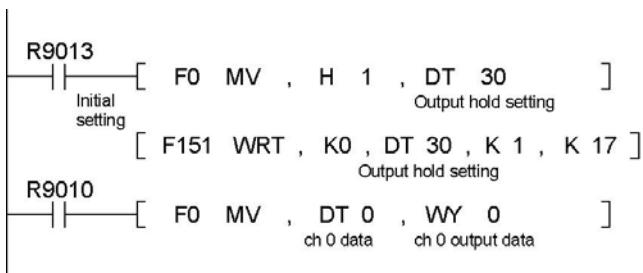 R9013
[ F0 MV , H 1 , DT 30 ]
Initial setting
Output hold setting
[ F151 WRT , K0 , DT 30 , K 1 , K 17 ]
Output hold setting
R9010
[ F0 MV , DT 0 , WY 0 ]
ch 0 data ch 0 output data